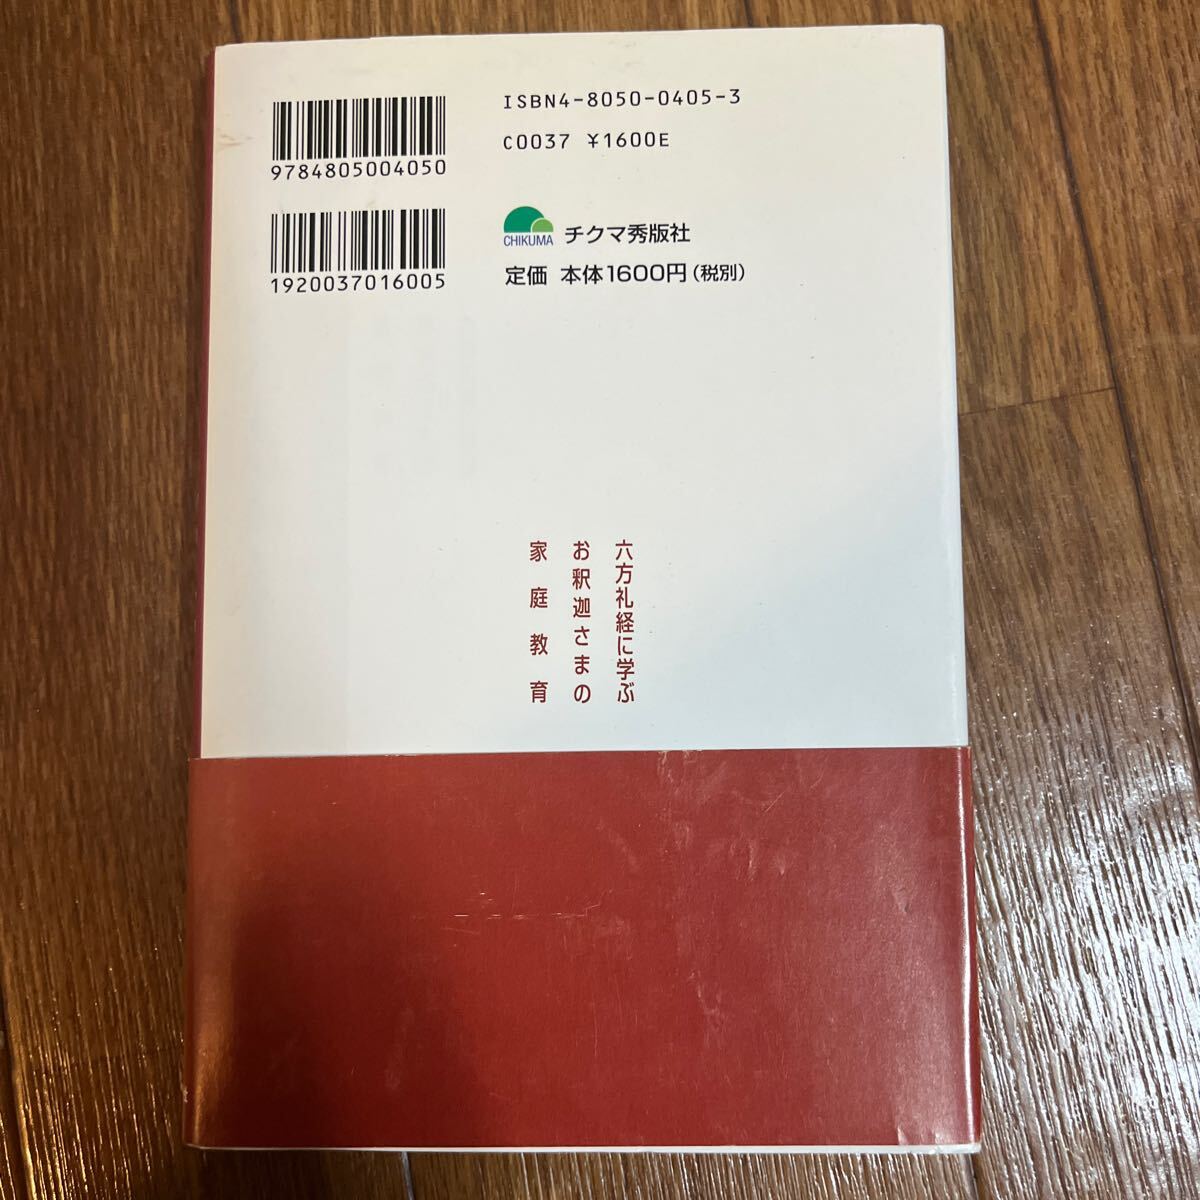 ISBN4-8050-0405-3
C0037 ¥1600E
9784805004050
1920037016005
CHIKUMA チクマ秀版社
定価 本体1600円(税別)
六方礼経に学ぶ
お釈迦さまの
家庭教育